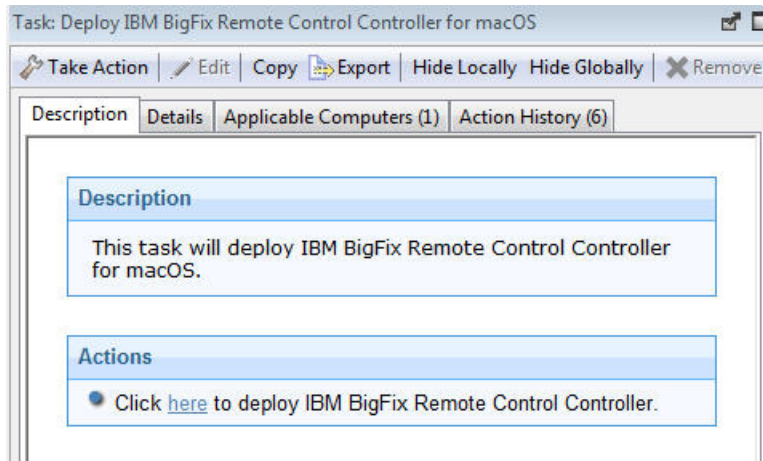 Task: Deploy IBM BigFix Remote Control Controller for macOS
Take Action Edit Copy Export Hide Locally Hide Globally Remove
Description Details Applicable Computers (1) Action History (6)
Description
This task will deploy IBM BigFix Remote Control Controller
for macOS.
Actions
Click here to deploy IBM BigFix Remote Control Controller.